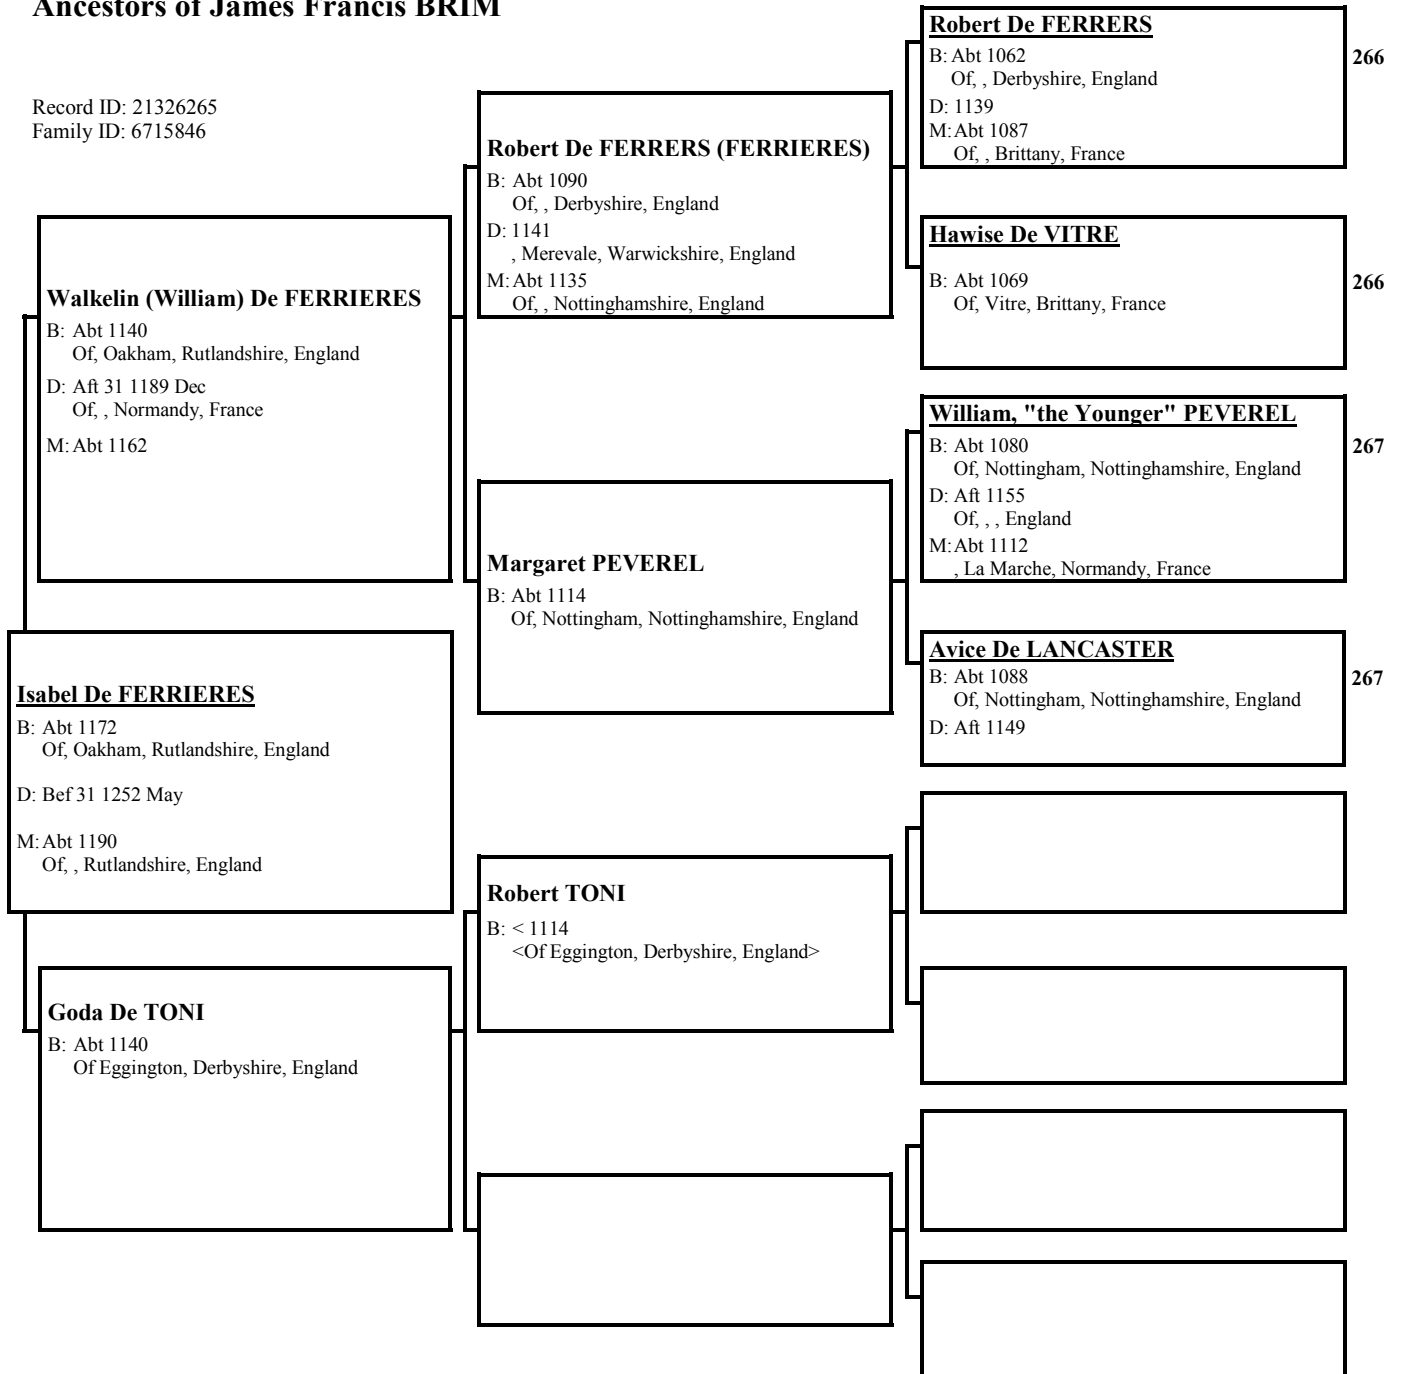 Ancestors of James Francis BRIM
Record ID: 21326265
Family ID: 6715846
Walkelin (William) De FERRIERES
B: Abt 1140
Of, Oakham, Rutlandshire, England
D: Aft 31 1189 Dec
Of, , Normandy, France
M: Abt 1162
Isabel De FERRIERES
B: Abt 1172
Of, Oakham, Rutlandshire, England
D: Bef 31 1252 May
M: Abt 1190
Of, , Rutlandshire, England
Goda De TONI
B: Abt 1140
Of Eggington, Derbyshire, England
Robert De FERRERS (FERRIERES)
B: Abt 1090
Of, , Derbyshire, England
D: 1141
, Merevale, Warwickshire, England
M: Abt 1135
Of, , Nottinghamshire, England
Margaret PEVEREL
B: Abt 1114
Of, Nottingham, Nottinghamshire, England
Robert TONI
B: < 1114
<Of Eggington, Derbyshire, England>
Robert De FERRERS
B: Abt 1062
Of, , Derbyshire, England
D: 1139
M: Abt 1087
Of, , Brittany, France
266
Hawise De VITRE
B: Abt 1069
Of, Vitre, Brittany, France
266
William, "the Younger" PEVEREL
B: Abt 1080
Of, Nottingham, Nottinghamshire, England
D: Aft 1155
Of, , , England
M: Abt 1112
, La Marche, Normandy, France
267
Avice De LANCASTER
B: Abt 1088
Of, Nottingham, Nottinghamshire, England
D: Aft 1149
267